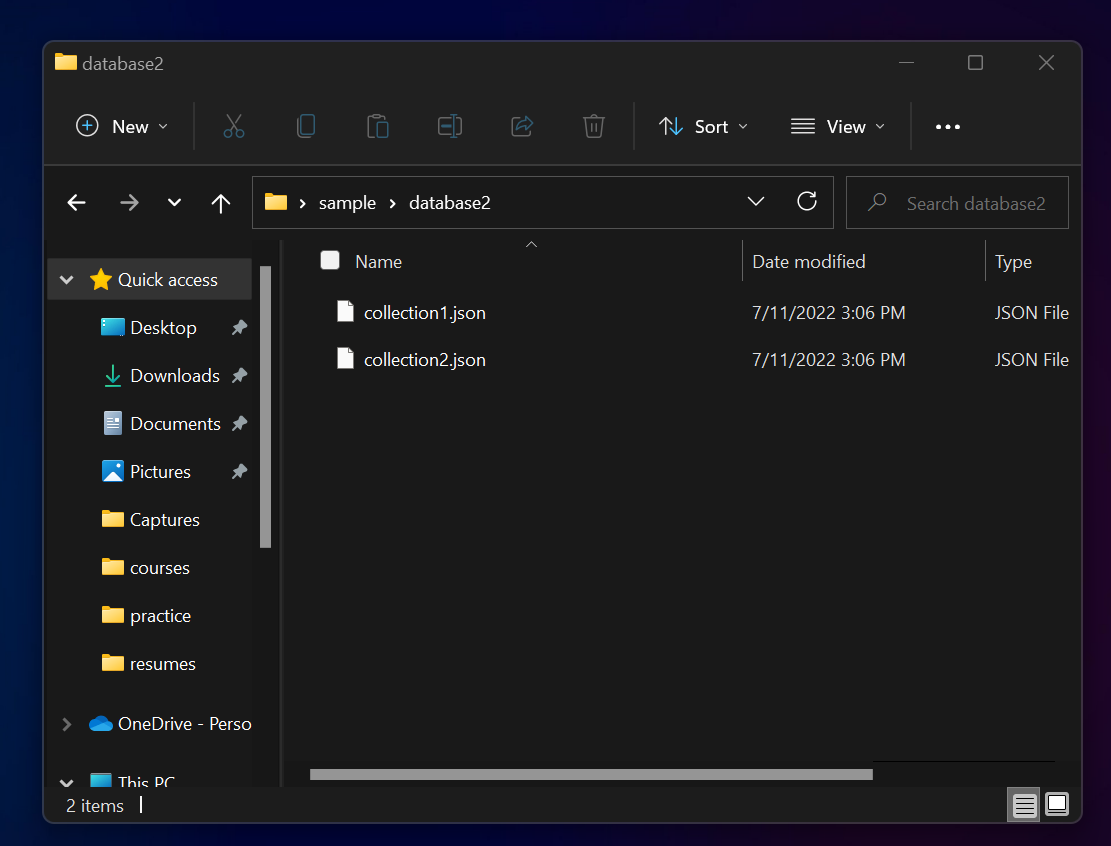 database2
New
Sort
View
sample database2
Search database2
Name Date modified Type
collection1.json 7/11/2022 3:06 PM JSON File
collection2.json 7/11/2022 3:06 PM JSON File
Quick access
Desktop
Downloads
Documents
Pictures
Captures
courses
practice
resumes
OneDrive - Perso
This PC
2 items